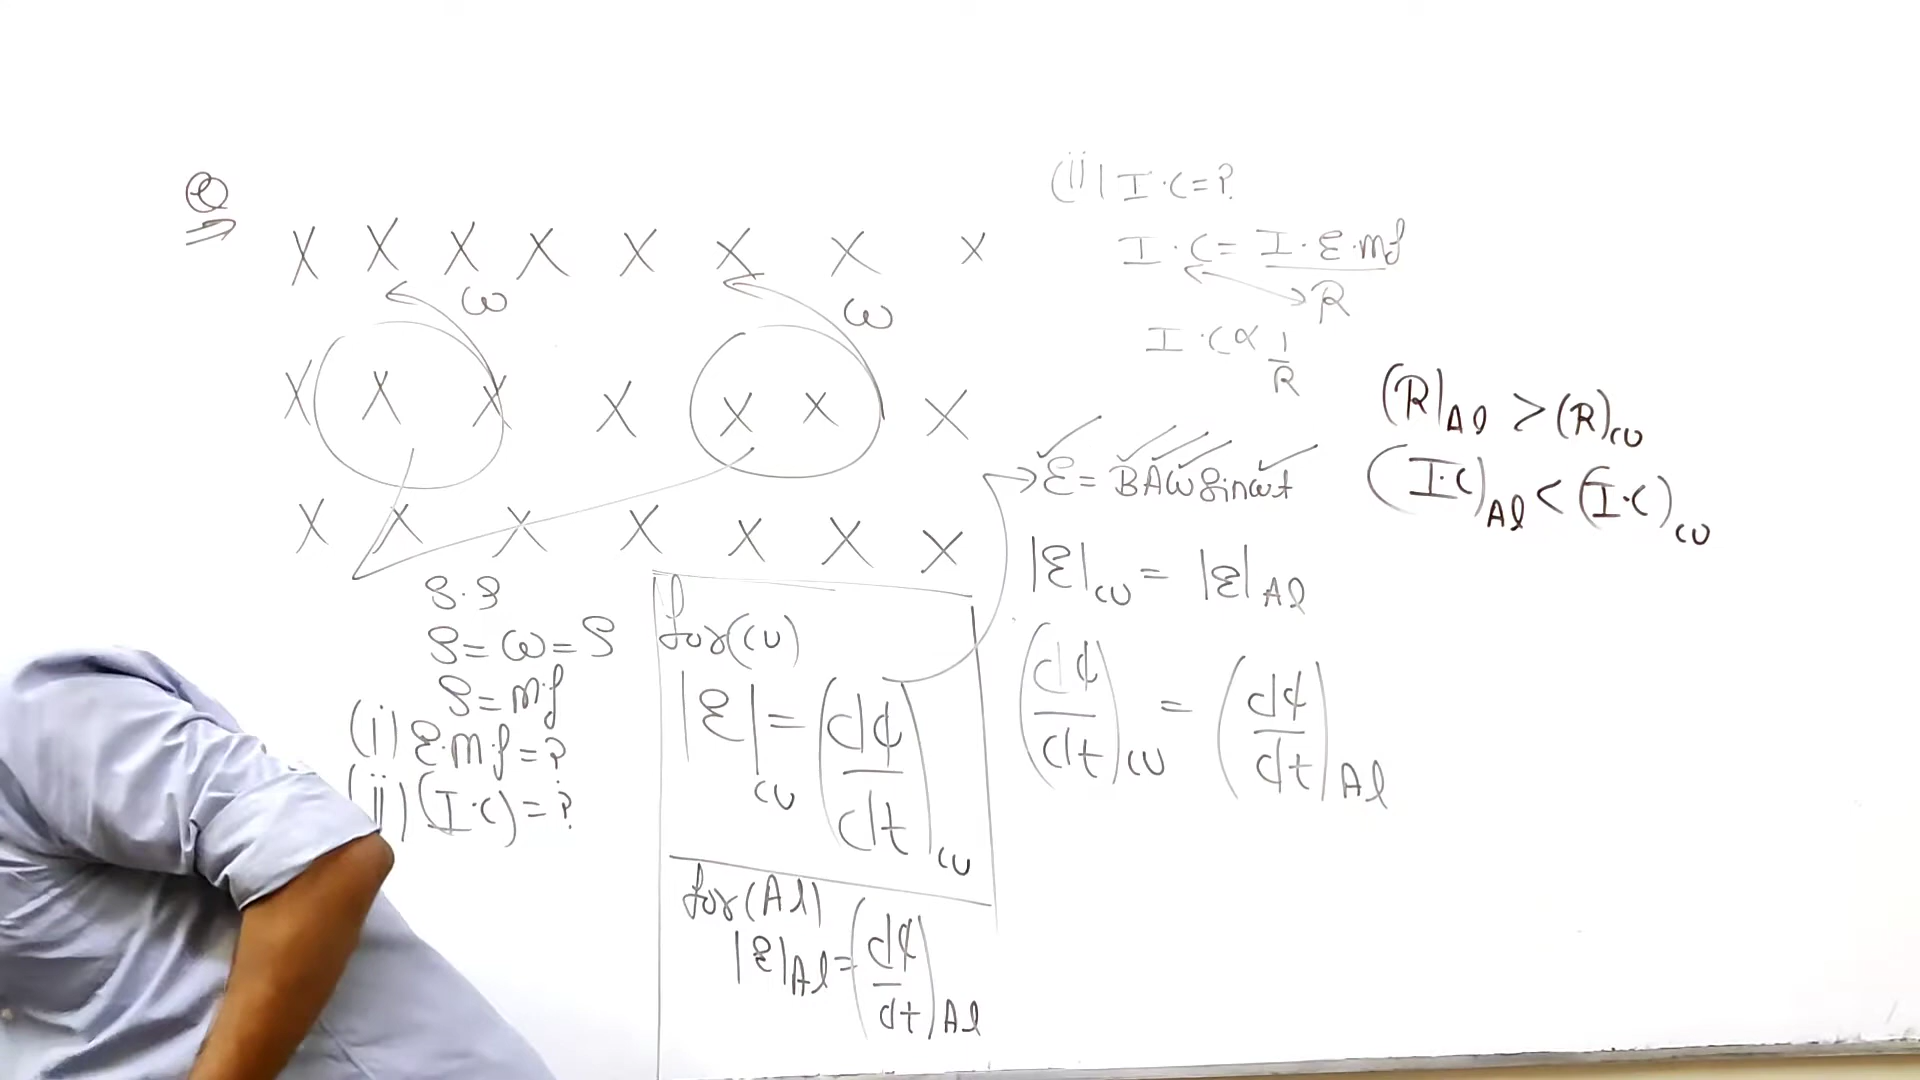 Q
X X X X X X X X
ω ω
X X X X X X X
X X X X X X X
S.S
S = ω = S
S = m.f
(i) E.m.f = ?
(ii) (I.C) = ?
for (Cu)
|ε|Cu = (dφ/dt)Cu
for (Al)
|ε|Al = (dφ/dt)Al
(ii) I.C = ?
I.C = I.E.mf/R
I.C ∝ 1/R
ε = BAω Sinωt
|ε|Cu = |ε|Al
(dφ/dt)Cu = (dφ/dt)Al
(R)Al > (R)Cu
(I.C)Al < (I.C)Cu